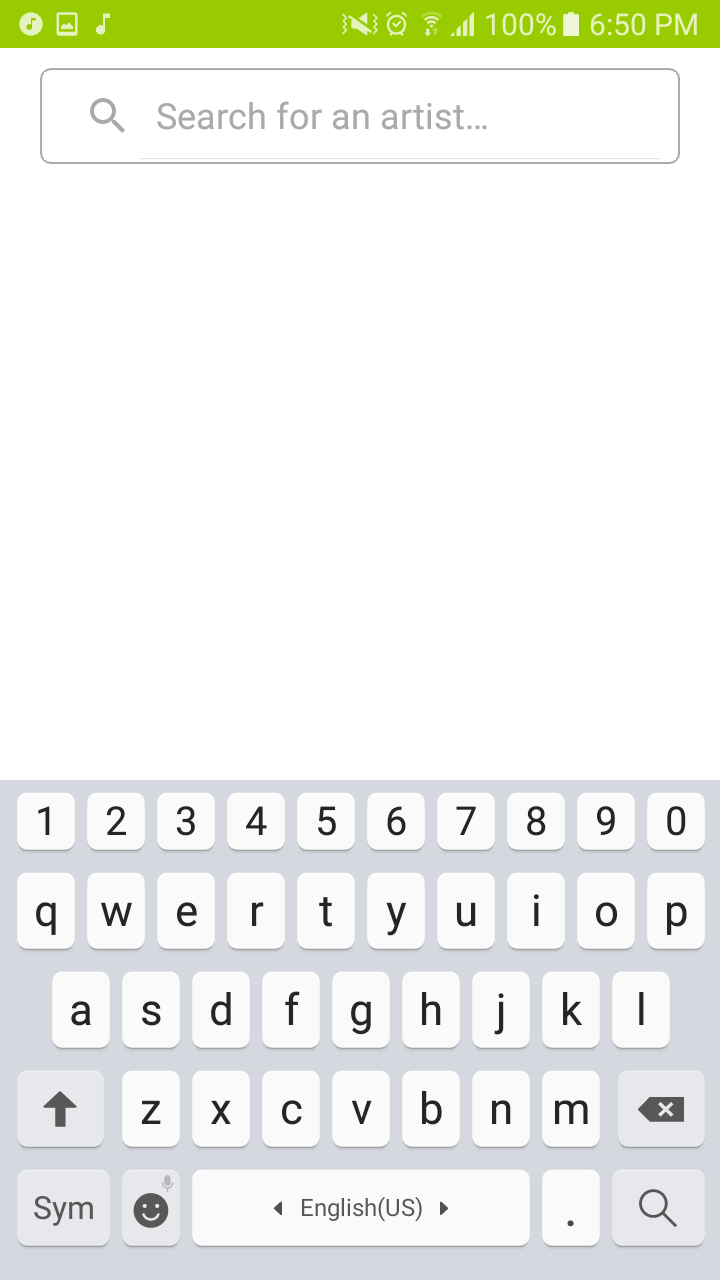 100% 6:50 PM
Search for an artist…
1 2 3 4 5 6 7 8 9 0
q w e r t y u i o p
a s d f g h j k l
z x c v b n m
Sym English(US) .